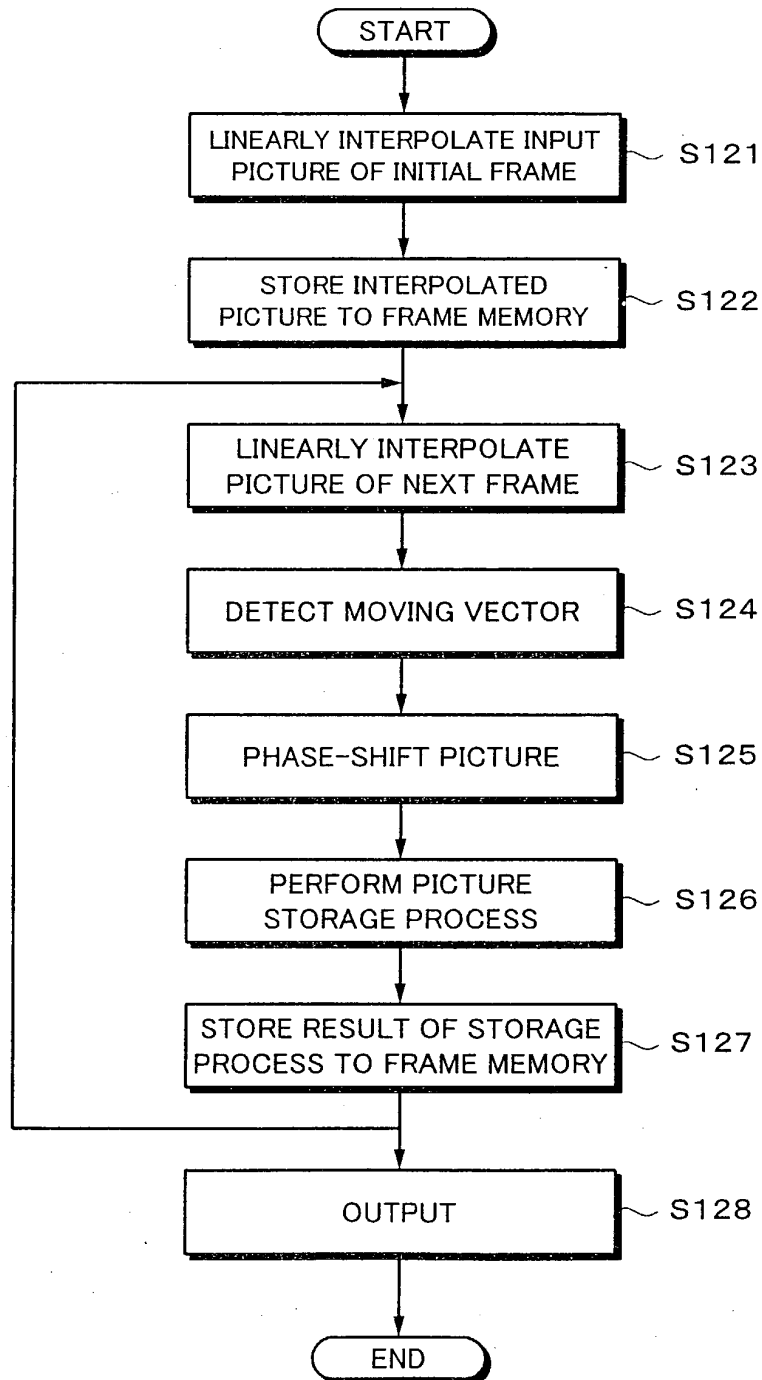 START
LINEARLY INTERPOLATE INPUT
PICTURE OF INITIAL FRAME
S121
STORE INTERPOLATED
PICTURE TO FRAME MEMORY
S122
LINEARLY INTERPOLATE
PICTURE OF NEXT FRAME
S123
DETECT MOVING VECTOR
S124
PHASE-SHIFT PICTURE
S125
PERFORM PICTURE
STORAGE PROCESS
S126
STORE RESULT OF STORAGE
PROCESS TO FRAME MEMORY
S127
OUTPUT
S128
END